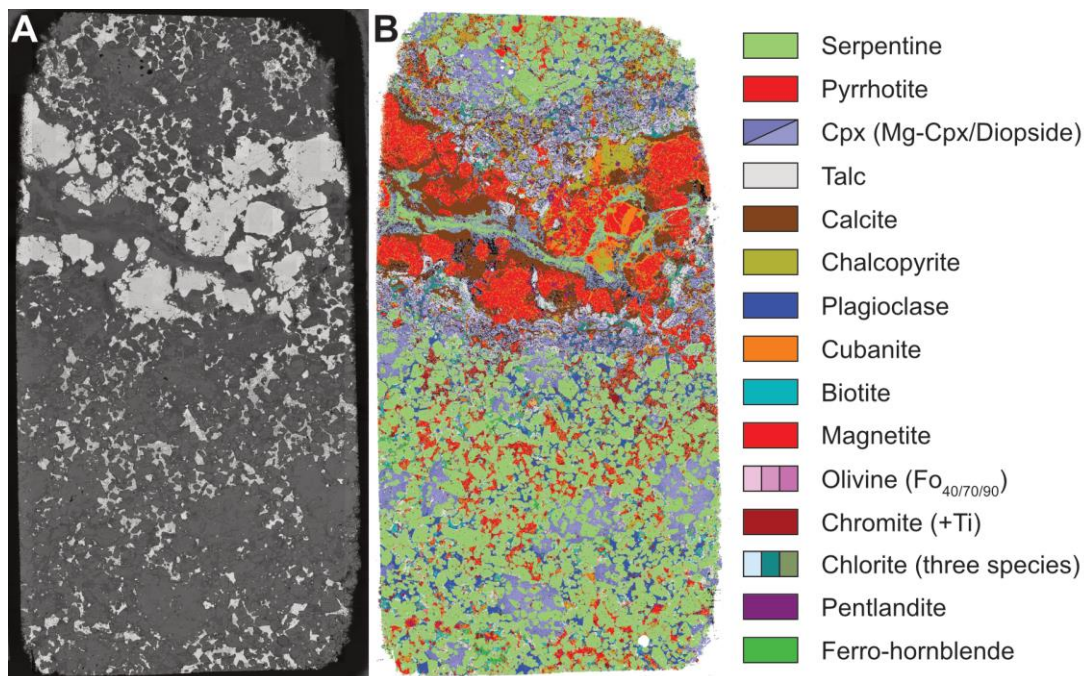 A
B
Serpentine
Pyrrhotite
Cpx (Mg-Cpx/Diopside)
Talc
Calcite
Chalcopyrite
Plagioclase
Cubanite
Biotite
Magnetite
Olivine (Fo40/70/90)
Chromite (+Ti)
Chlorite (three species)
Pentlandite
Ferro-hornblende